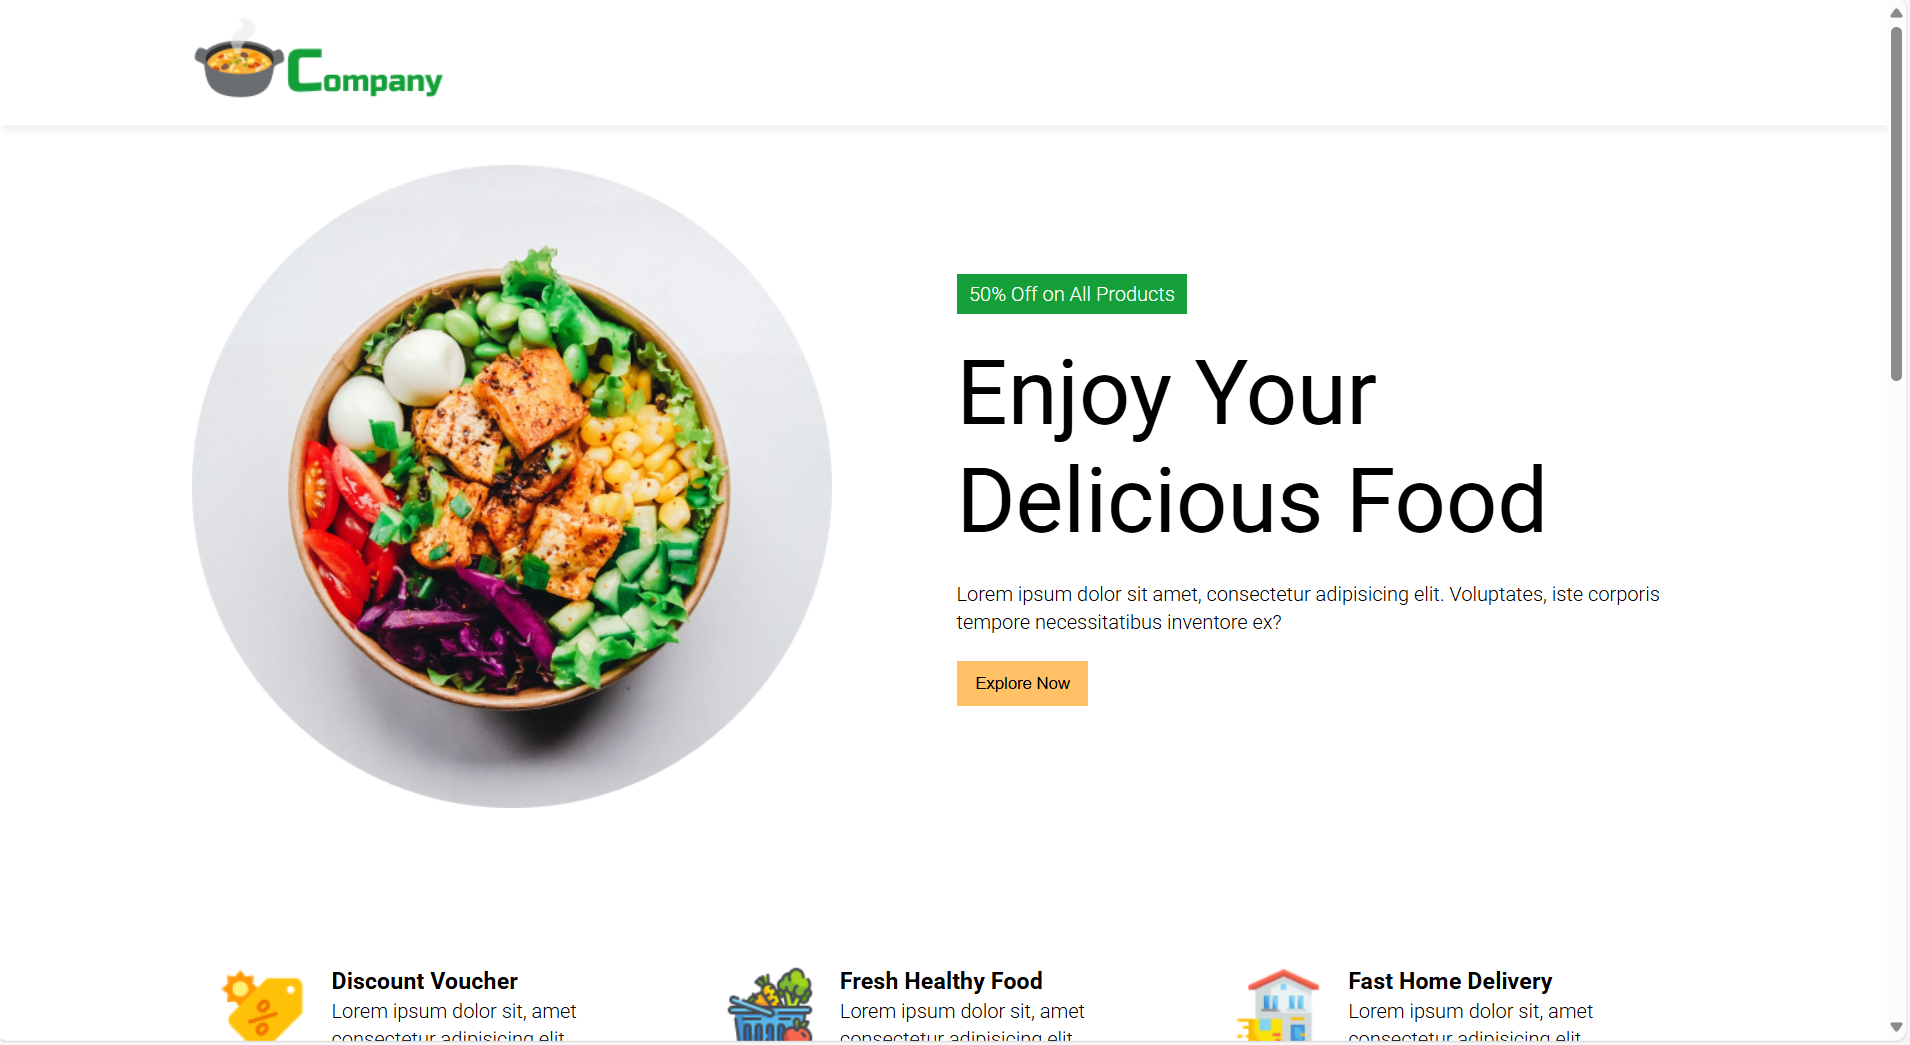 Company
50% Off on All Products
Enjoy Your
Delicious Food
Lorem ipsum dolor sit amet, consectetur adipisicing elit. Voluptates, iste corporis
tempore necessitatibus inventore ex?
Explore Now
Discount Voucher
Lorem ipsum dolor sit, amet
consectetur adipisicing elit.
Fresh Healthy Food
Lorem ipsum dolor sit, amet
consectetur adipisicing elit.
Fast Home Delivery
Lorem ipsum dolor sit, amet
consectetur adipisicing elit.